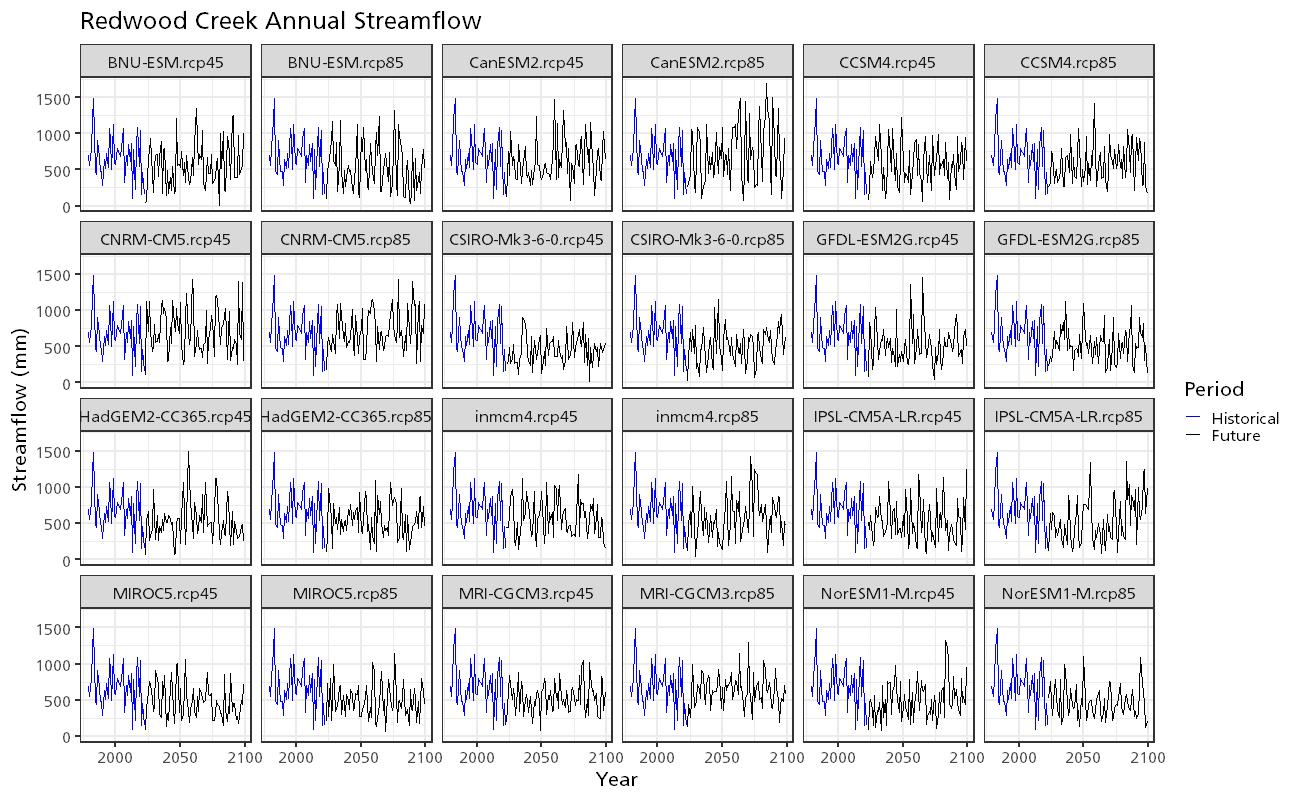 Redwood Creek Annual Streamflow
BNU-ESM.rcp45 BNU-ESM.rcp85 CanESM2.rcp45 CanESM2.rcp85 CCSM4.rcp45 CCSM4.rcp85
1500
1000
500
0
CNRM-CM5.rcp45 CNRM-CM5.rcp85 CSIRO-Mk3-6-0.rcp45 CSIRO-Mk3-6-0.rcp85 GFDL-ESM2G.rcp45 GFDL-ESM2G.rcp85
1500
1000
500
0
HadGEM2-CC365.rcp45 HadGEM2-CC365.rcp85 inmcm4.rcp45 inmcm4.rcp85 IPSL-CM5A-LR.rcp45 IPSL-CM5A-LR.rcp85
1500
1000
500
0
MIROC5.rcp45 MIROC5.rcp85 MRI-CGCM3.rcp45 MRI-CGCM3.rcp85 NorESM1-M.rcp45 NorESM1-M.rcp85
1500
1000
500
0
2000 2050 2100 2000 2050 2100 2000 2050 2100 2000 2050 2100 2000 2050 2100 2000 2050 2100
Year
Streamflow (mm)
Period
Historical
Future